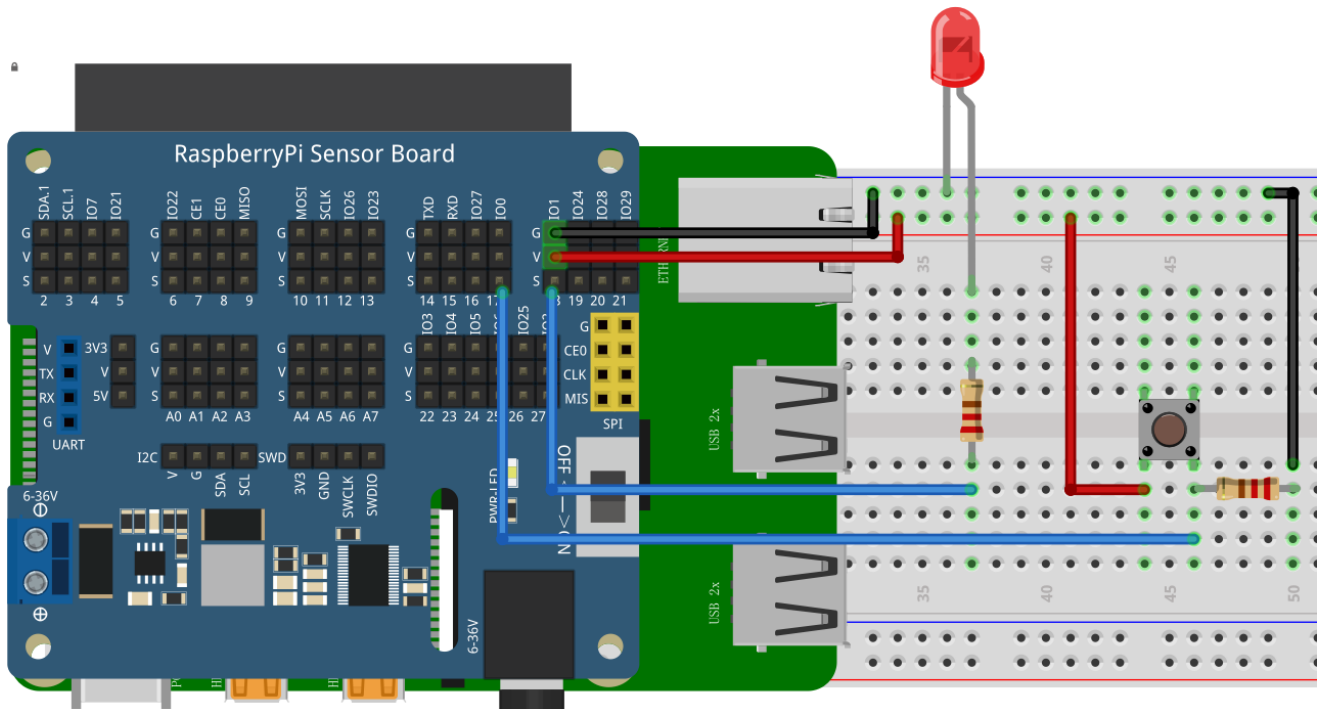 RaspberryPi Sensor Board
SDA.1 SCL.1 IO7 IO21 IO22 CE1 CE0 MISO MOSI SCLK IO26 IO23 TXD RXD IO27 IO0 IO1 IO24 IO28 IO29
G G G G G
V V V V V
S S S S S
2 3 4 5 6 7 8 9 10 11 12 13 14 15 16 17 19 20 21
ETHERN
35 40 45
IO3 IO4 IO5 IO25
G
V 3V3 G G G CE0
TX V V V V CLK
RX 5V S S S MIS
G A0 A1 A2 A3 A4 A5 A6 A7 22 23 24 25 26 27 SPI
UART
USB 2x
I2C SWD
V G SDA SCL 3V3 GND SWCLK SWDIO
PWR-LED
OFF
6-36V
USB 2x
35 40 45 50
6-36V